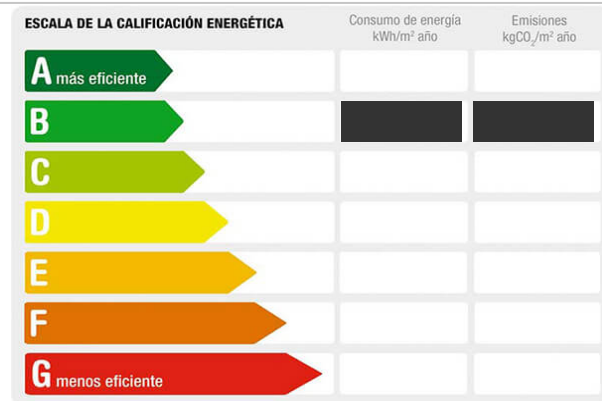 ESCALA DE LA CALIFICACIÓN ENERGÉTICA
Consumo de energía
kWh/m² año
Emisiones
kgCO₂/m² año
A más eficiente
B
C
D
E
F
G menos eficiente